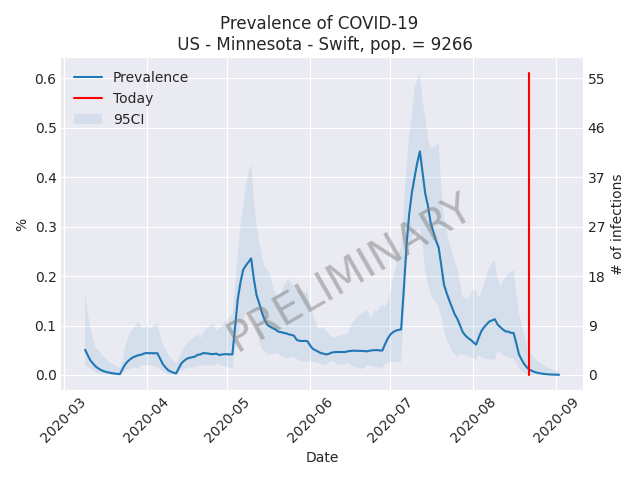 Prevalence of COVID-19
US - Minnesota - Swift, pop. = 9266
Prevalence
Today
95CI
PRELIMINARY
%
0.6
0.5
0.4
0.3
0.2
0.1
0.0
55
46
37
27
18
9
0
# of infections
2020-03
2020-04
2020-05
2020-06
2020-07
2020-08
2020-09
Date